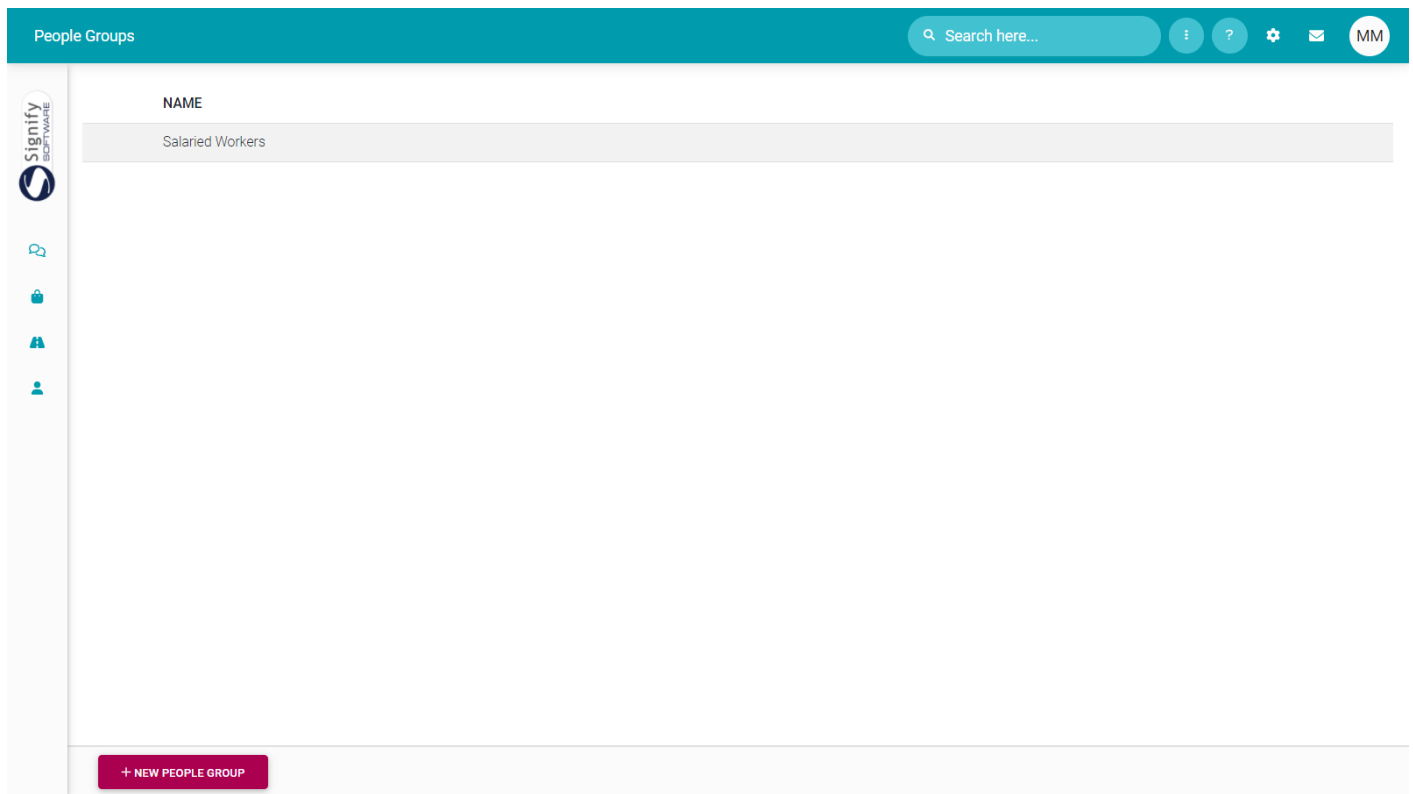 People Groups
Search here...
?
MM
Signify
SOFTWARE
NAME
Salaried Workers
+ NEW PEOPLE GROUP